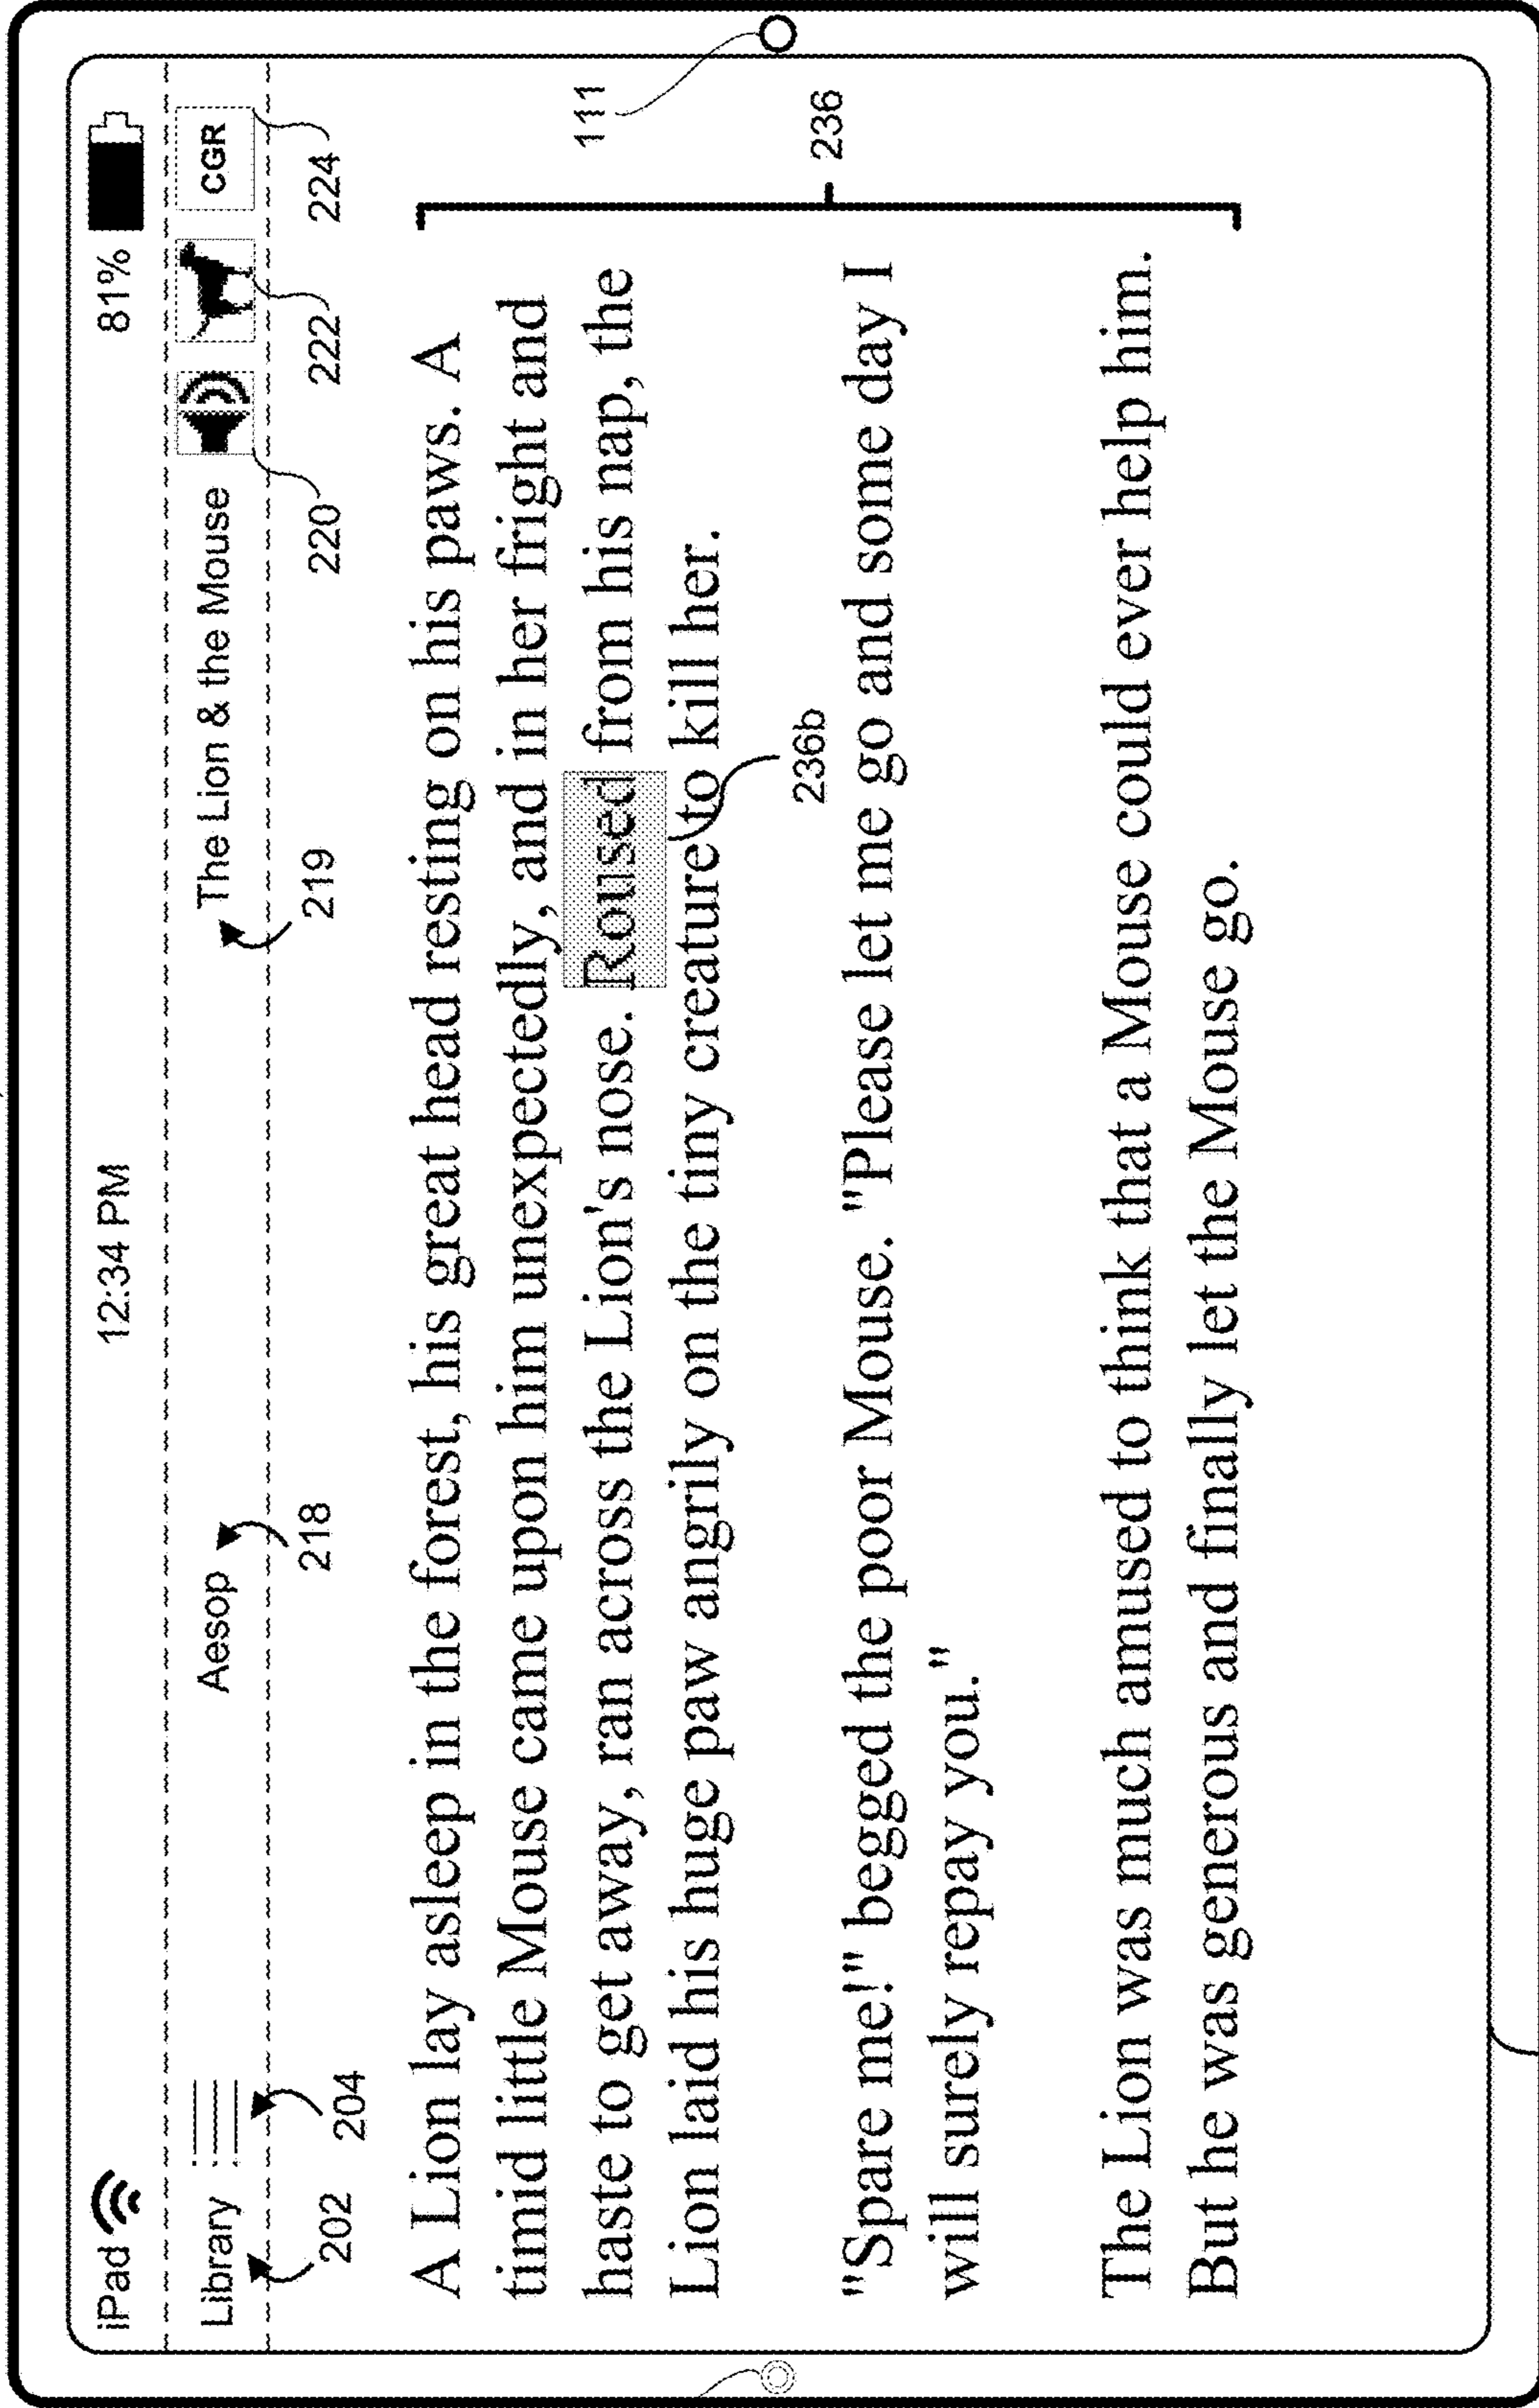 iPad 12:34 PM 81%
Library Aesop The Lion & the Mouse CGR
202 204 218 219 220 222 224
A Lion lay asleep in the forest, his great head resting on his paws. A
timid little Mouse came upon him unexpectedly, and in her fright and
haste to get away, ran across the Lion's nose. Roused from his nap, the
Lion laid his huge paw angrily on the tiny creature to kill her.
111
236b
236
"Spare me!" begged the poor Mouse. "Please let me go and some day I
will surely repay you."
The Lion was much amused to think that a Mouse could ever help him.
But he was generous and finally let the Mouse go.